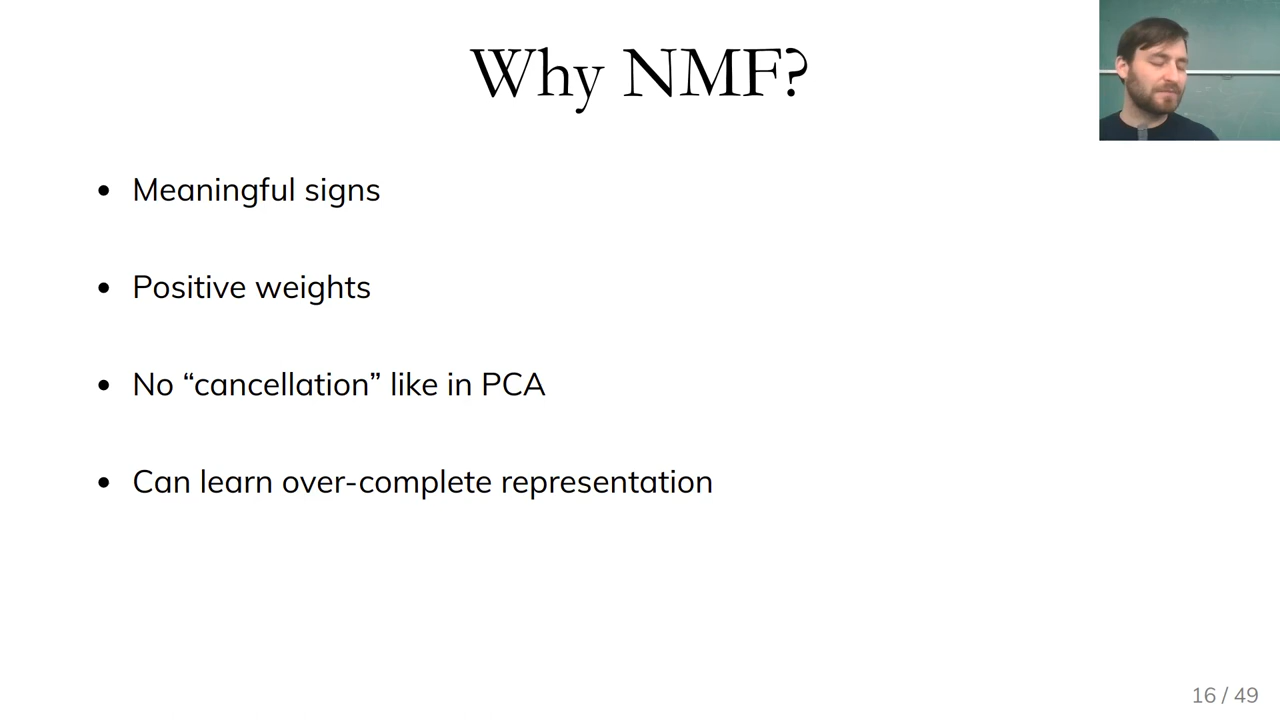 Why NMF?
• Meaningful signs
• Positive weights
• No “cancellation” like in PCA
• Can learn over-complete representation
16 / 49